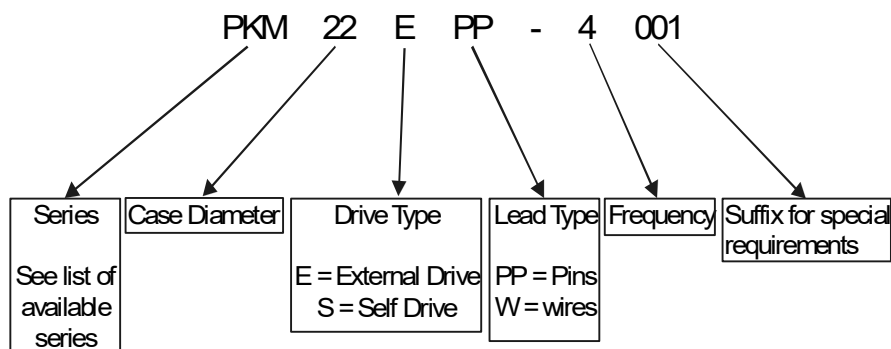 PKM 22 E PP - 4 001
Series
See list of
available
series
Case Diameter
Drive Type
E = External Drive
S = Self Drive
Lead Type
PP = Pins
W = wires
Frequency
Suffix for special
requirements